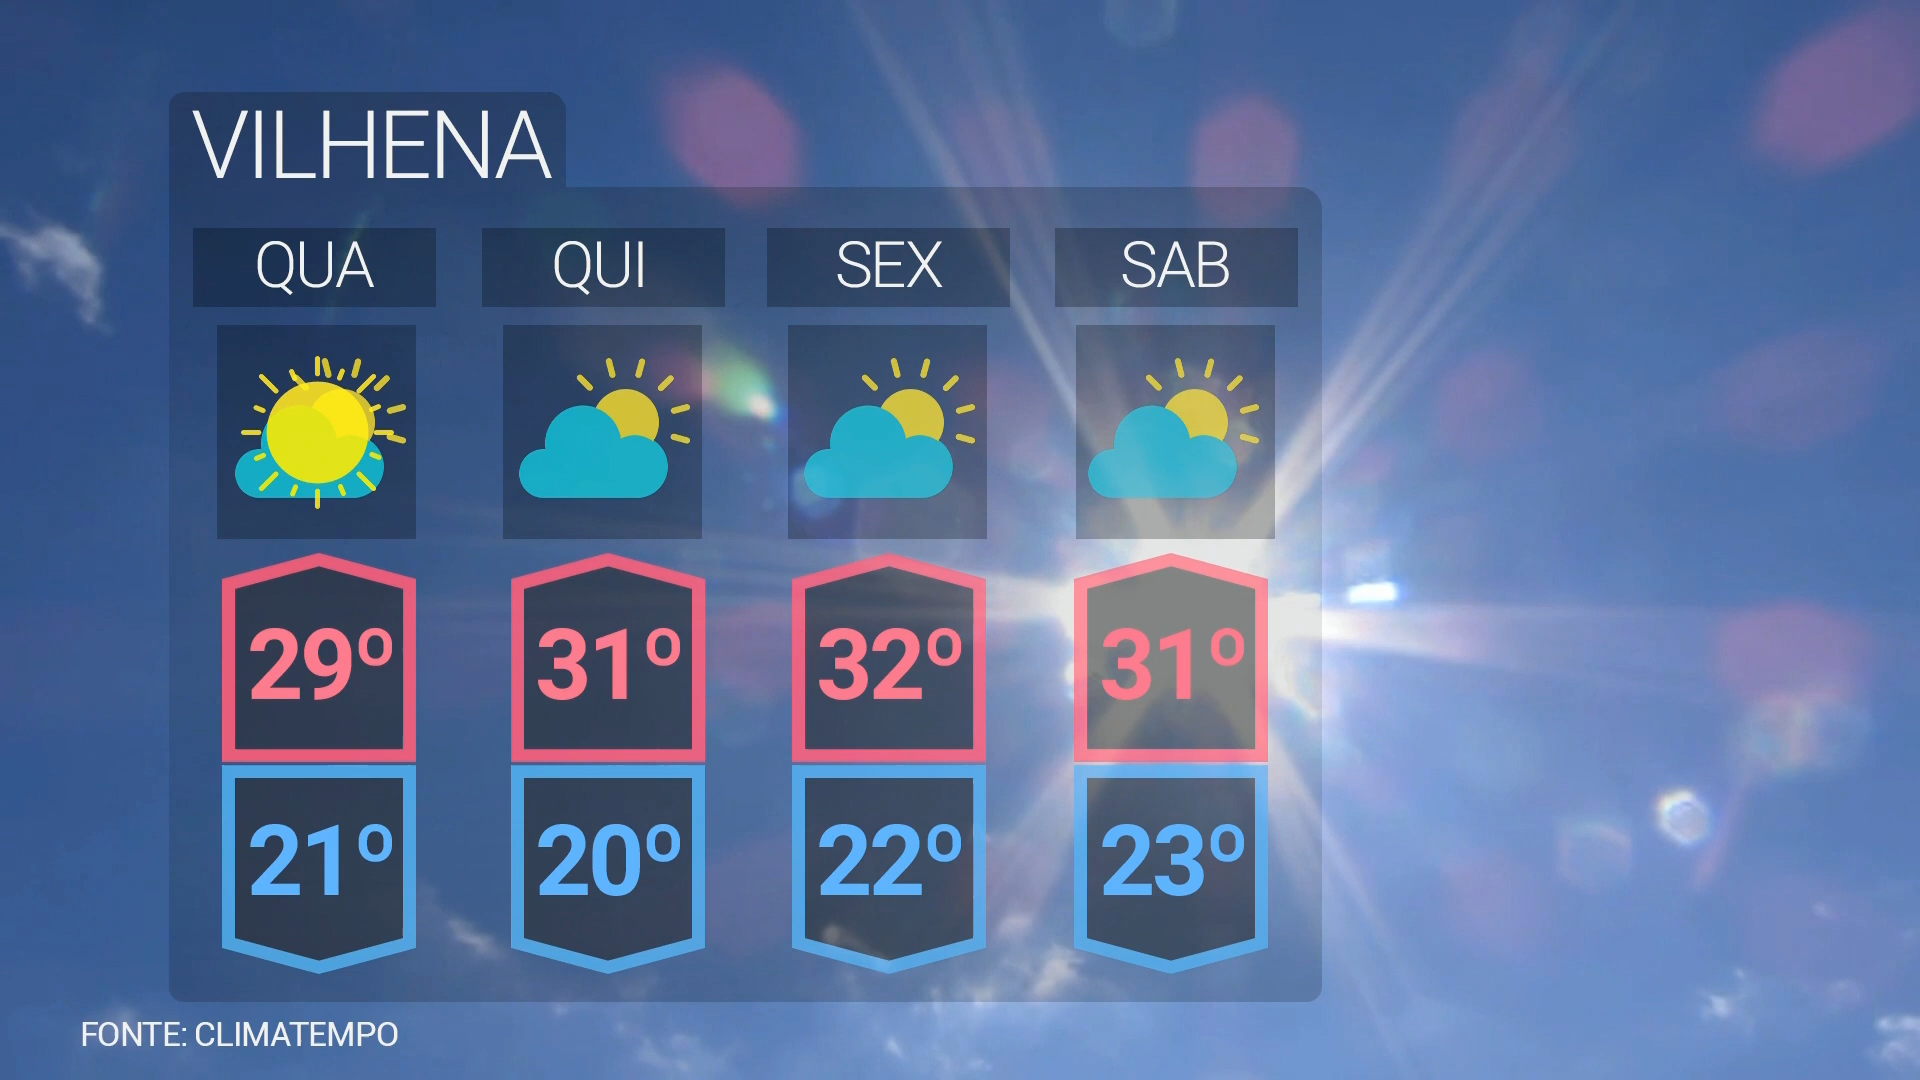 VILHENA
QUA QUI SEX SAB
29º 31º 32º 31º
21º 20º 22º 23º
FONTE: CLIMATEMPO